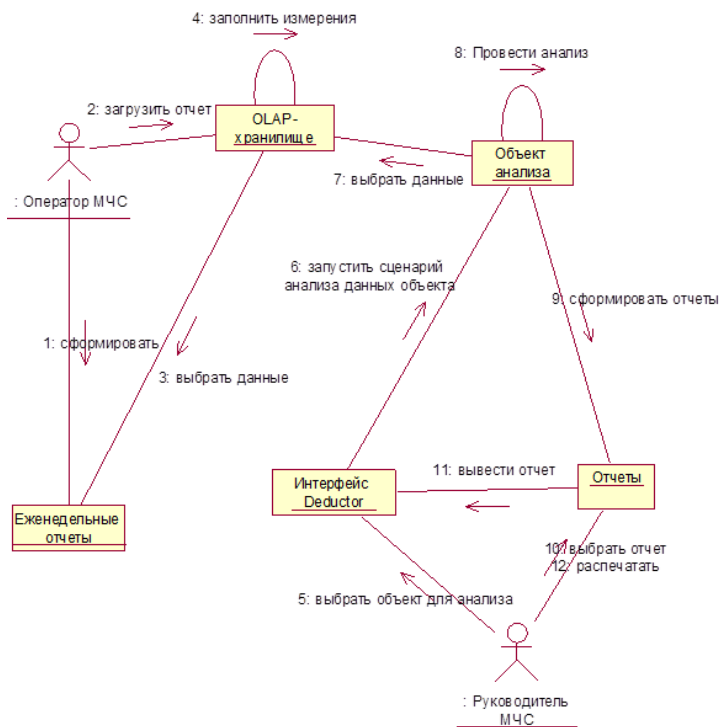 4: заполнить измерения
8: Провести анализ
2: загрузить отчет
OLAP-
хранилище
Объект
анализа
7: выбрать данные
: Оператор МЧС
6: запустить сценарий
анализа данных объекта
9: сформировать отчеты
1: сформировать
3: выбрать данные
11: вывести отчет
Интерфейс
Deductor
Отчеты
Еженедельные
отчеты
10: выбрать отчет
12: распечатать
5: выбрать объект для анализа
: Руководитель
МЧС